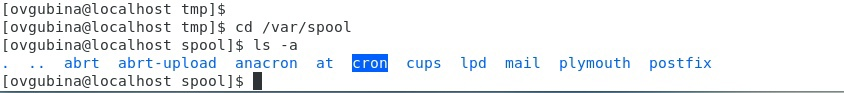 [ovgubina@localhost tmp]$
[ovgubina@localhost tmp]$ cd /var/spool
[ovgubina@localhost spool]$ ls -a
.  ..  abrt  abrt-upload  anacron  at  cron  cups  lpd  mail  plymouth  postfix
[ovgubina@localhost spool]$